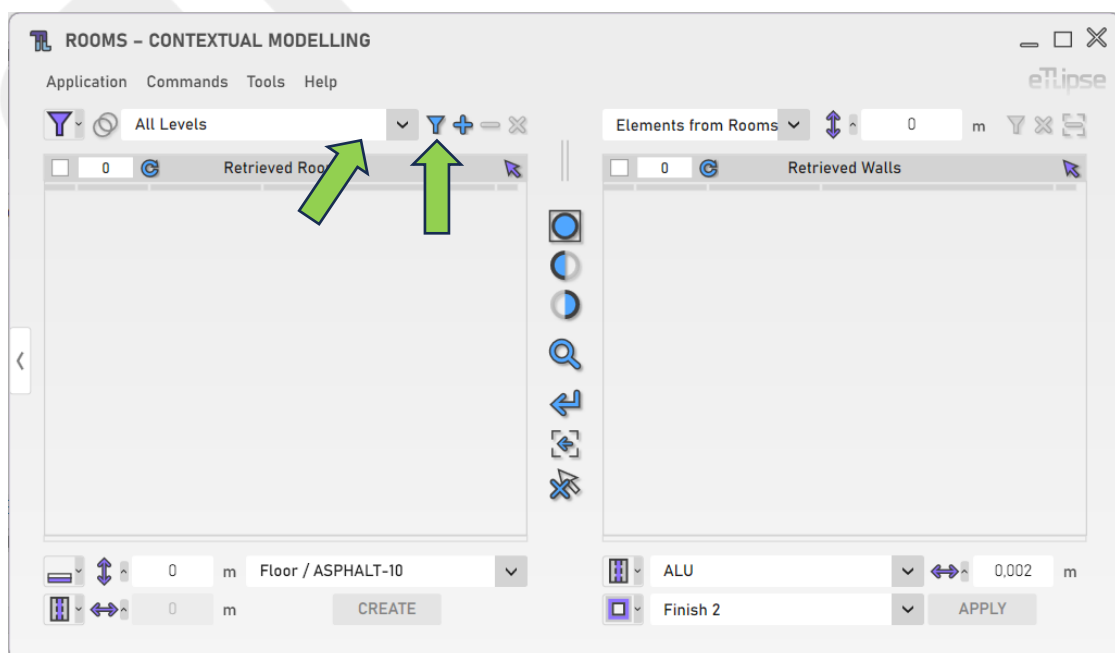 ROOMS – CONTEXTUAL MODELLING
Application Commands Tools Help
eTLipse
All Levels
Elements from Rooms
0 m
0 Retrieved Roo
0 Retrieved Walls
0 m Floor / ASPHALT-10
ALU 0,002 m
0 m CREATE
Finish 2 APPLY